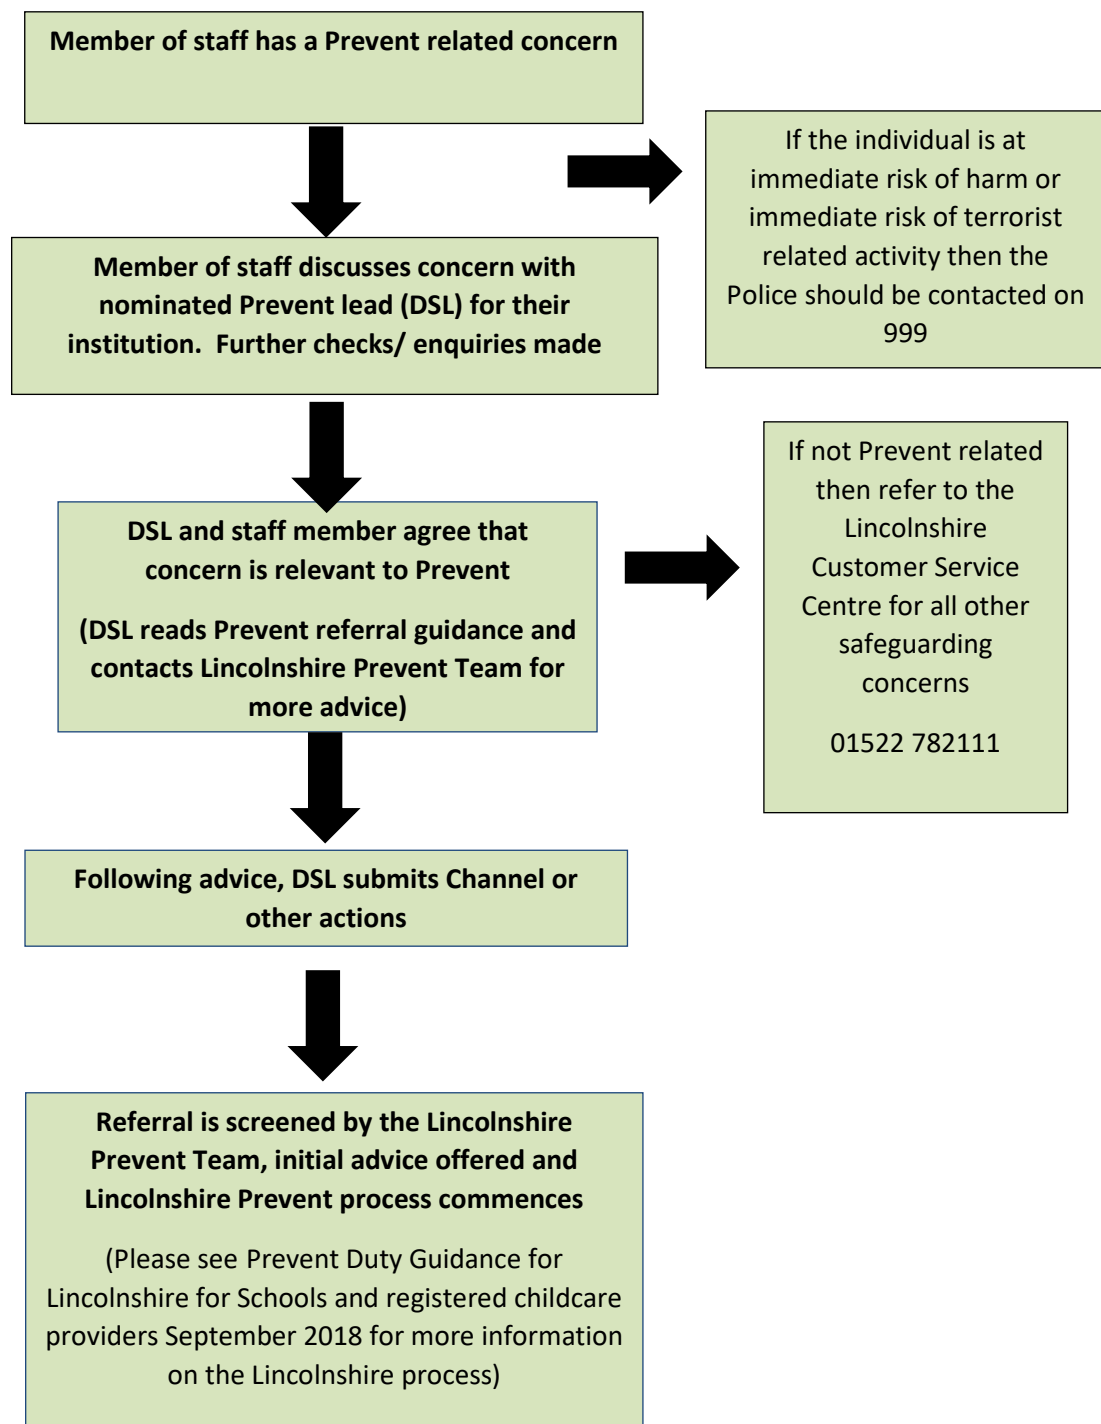 Member of staff has a Prevent related concern
If the individual is at
immediate risk of harm or
immediate risk of terrorist
related activity then the
Police should be contacted on
999
Member of staff discusses concern with
nominated Prevent lead (DSL) for their
institution.  Further checks/ enquiries made
DSL and staff member agree that
concern is relevant to Prevent
(DSL reads Prevent referral guidance and
contacts Lincolnshire Prevent Team for
more advice)
If not Prevent related
then refer to the
Lincolnshire
Customer Service
Centre for all other
safeguarding
concerns
01522 782111
Following advice, DSL submits Channel or
other actions
Referral is screened by the Lincolnshire
Prevent Team, initial advice offered and
Lincolnshire Prevent process commences
(Please see Prevent Duty Guidance for
Lincolnshire for Schools and registered childcare
providers September 2018 for more information
on the Lincolnshire process)